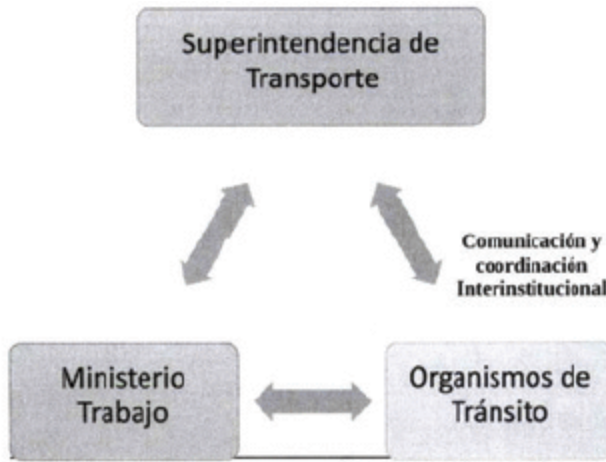 Superintendencia de
Transporte
Comunicación y
coordinación
Interinstitucional
Ministerio
Trabajo
Organismos de
Tránsito